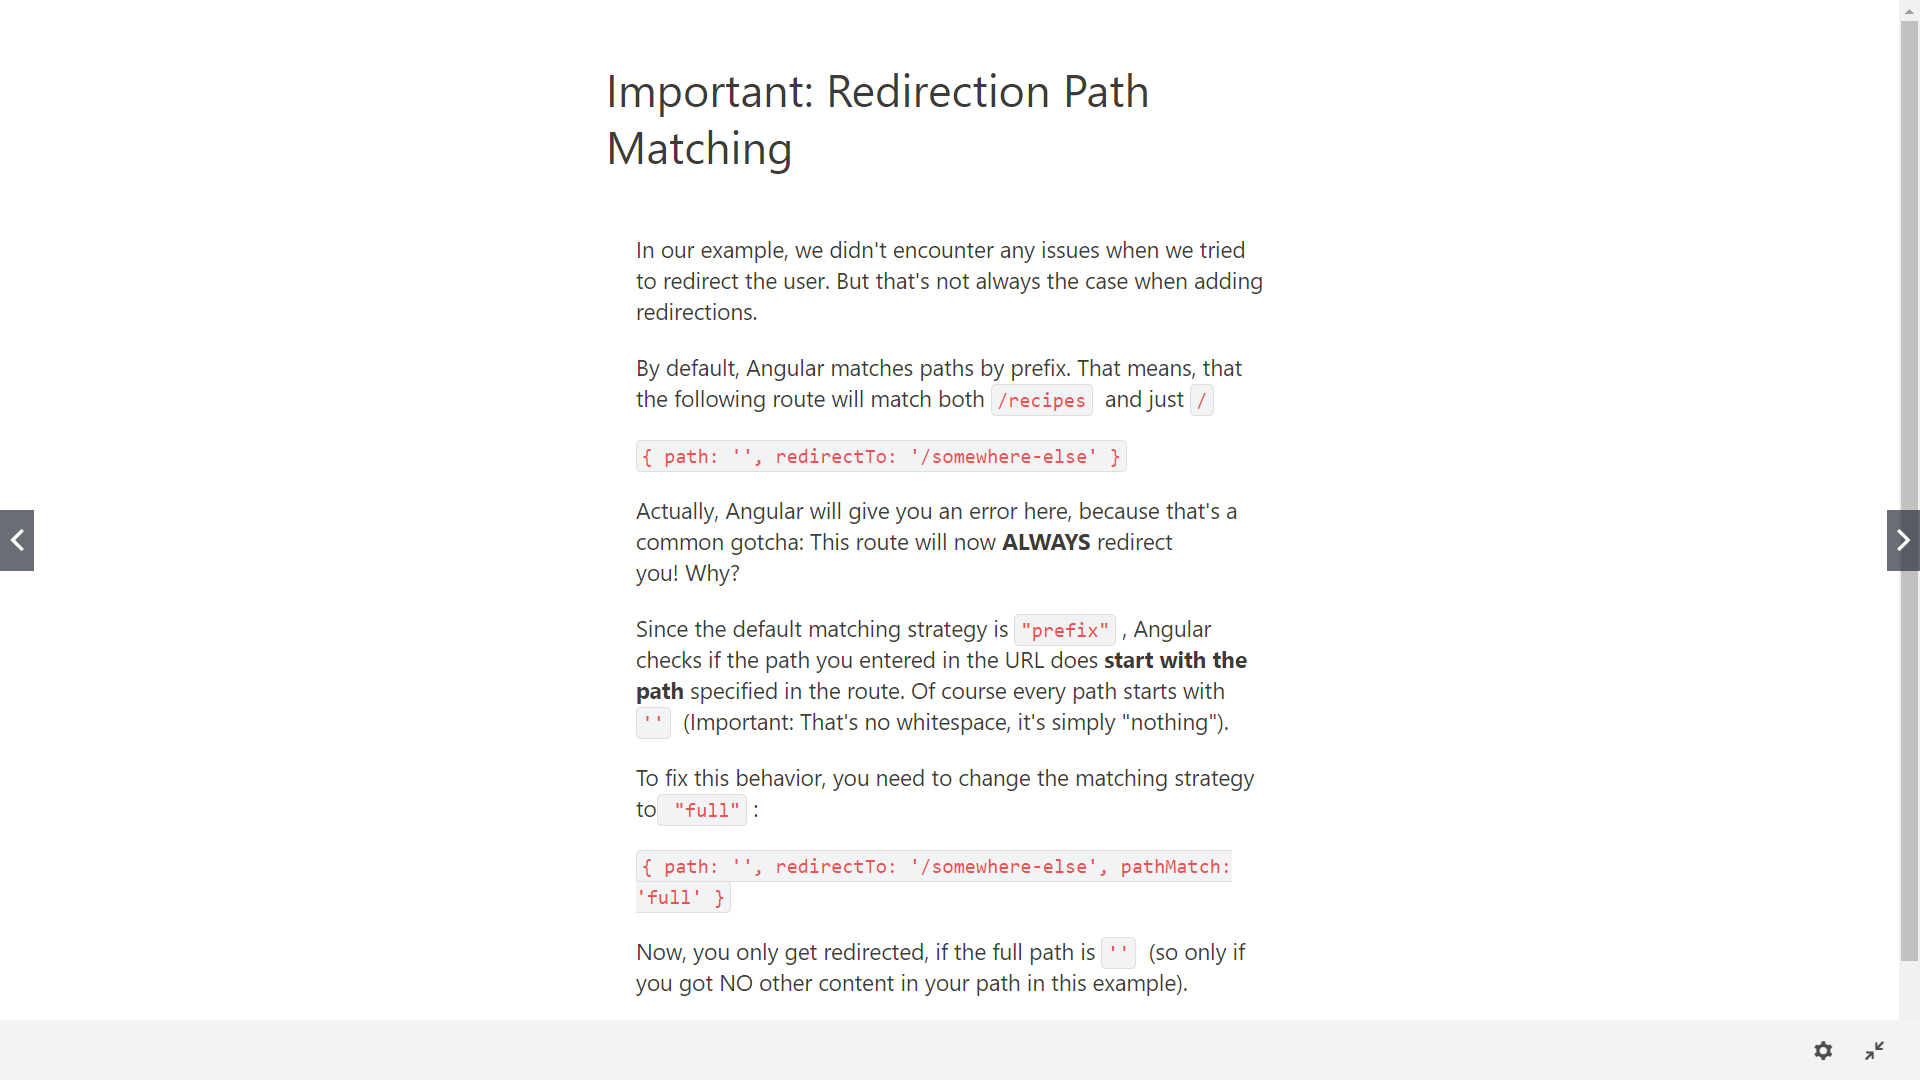 Important: Redirection Path
Matching
In our example, we didn't encounter any issues when we tried
to redirect the user. But that's not always the case when adding
redirections.
By default, Angular matches paths by prefix. That means, that
the following route will match both /recipes and just /
{ path: '', redirectTo: '/somewhere-else' }
Actually, Angular will give you an error here, because that's a
common gotcha: This route will now ALWAYS redirect
you! Why?
Since the default matching strategy is "prefix" , Angular
checks if the path you entered in the URL does start with the
path specified in the route. Of course every path starts with
'' (Important: That's no whitespace, it's simply "nothing").
To fix this behavior, you need to change the matching strategy
to "full" :
{ path: '', redirectTo: '/somewhere-else', pathMatch:
'full' }
Now, you only get redirected, if the full path is '' (so only if
you got NO other content in your path in this example).